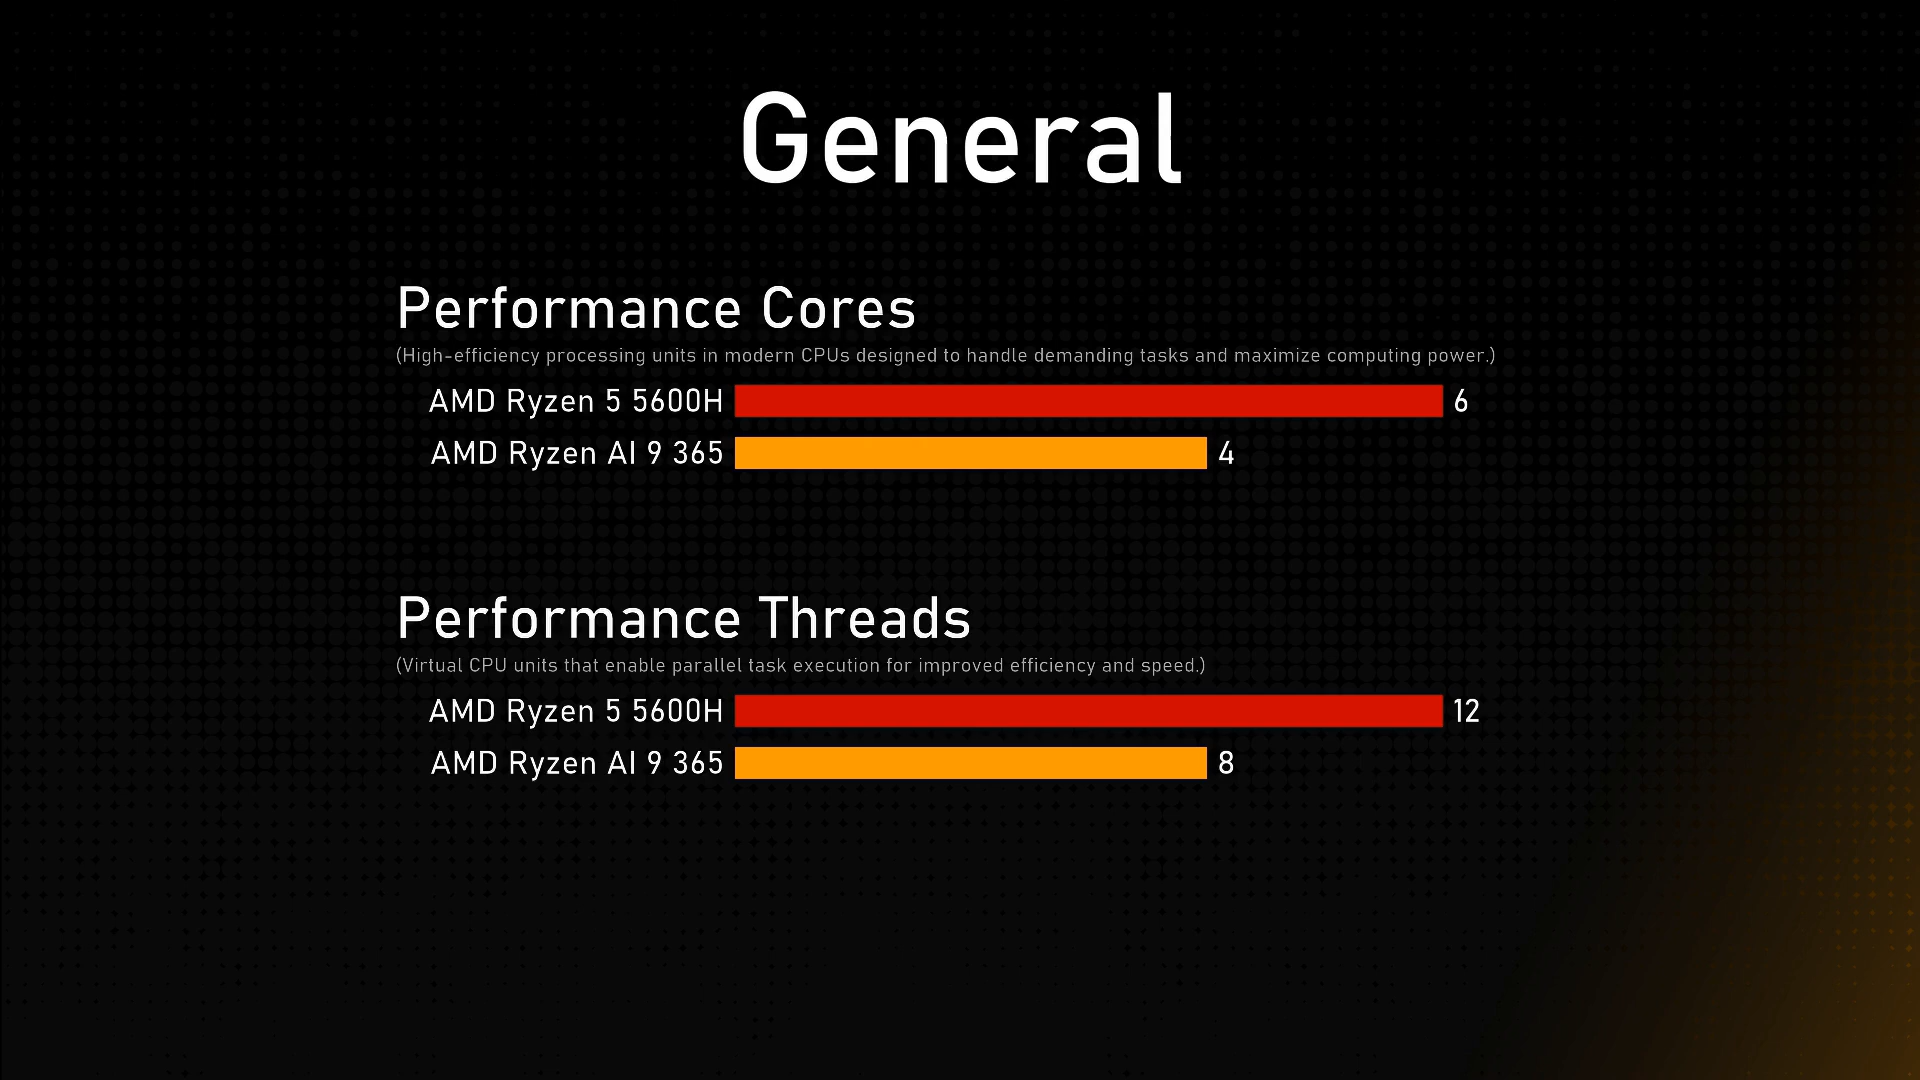 General
Performance Cores
(High-efficiency processing units in modern CPUs designed to handle demanding tasks and maximize computing power.)
AMD Ryzen 5 5600H 6
AMD Ryzen AI 9 365 4
Performance Threads
(Virtual CPU units that enable parallel task execution for improved efficiency and speed.)
AMD Ryzen 5 5600H 12
AMD Ryzen AI 9 365 8